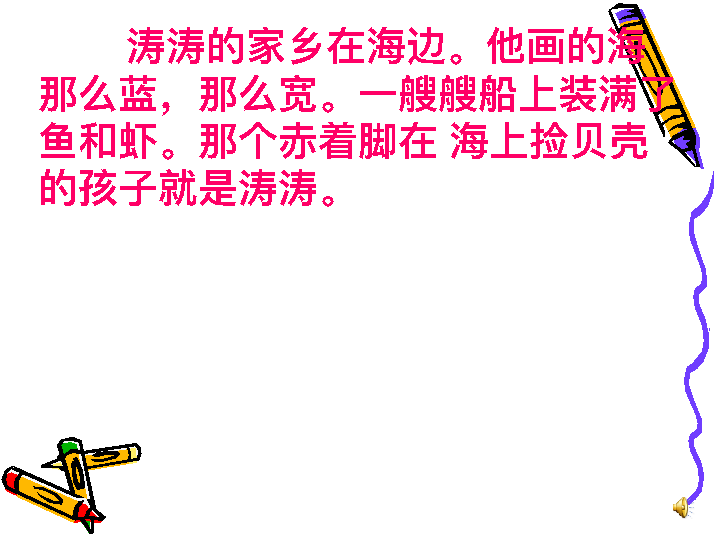 涛涛的家乡在海边。他画的海
那么蓝，那么宽。一艘艘船上装满了
鱼和虾。那个赤着脚在 海上捡贝壳
的孩子就是涛涛。